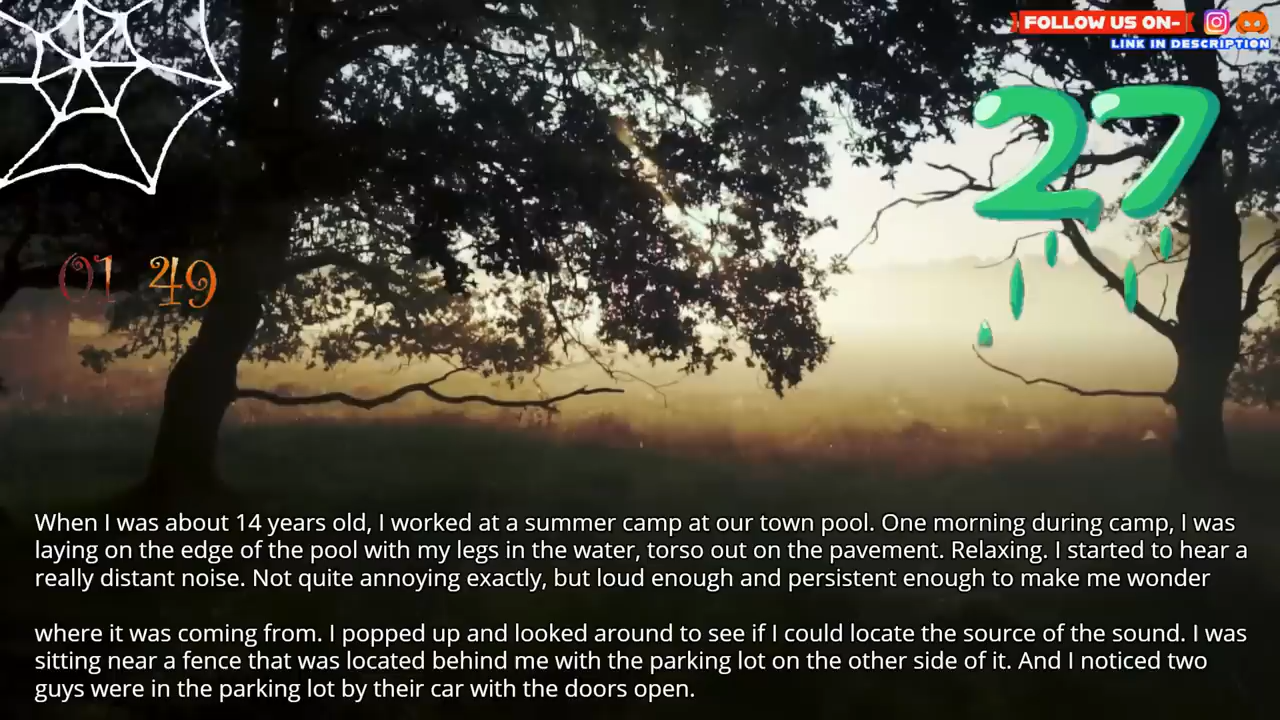 FOLLOW US ON-
LINK IN DESCRIPTION
27
01 49
When I was about 14 years old, I worked at a summer camp at our town pool. One morning during camp, I was
laying on the edge of the pool with my legs in the water, torso out on the pavement. Relaxing. I started to hear a
really distant noise. Not quite annoying exactly, but loud enough and persistent enough to make me wonder
where it was coming from. I popped up and looked around to see if I could locate the source of the sound. I was
sitting near a fence that was located behind me with the parking lot on the other side of it. And I noticed two
guys were in the parking lot by their car with the doors open.